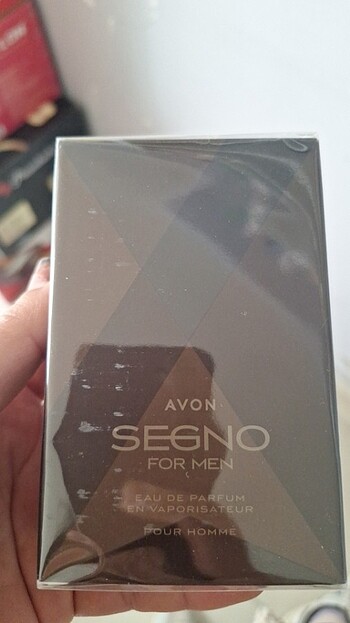 AVON
SEGNO
FOR MEN
EAU DE PARFUM
EN VAPORISATEUR
POUR HOMME